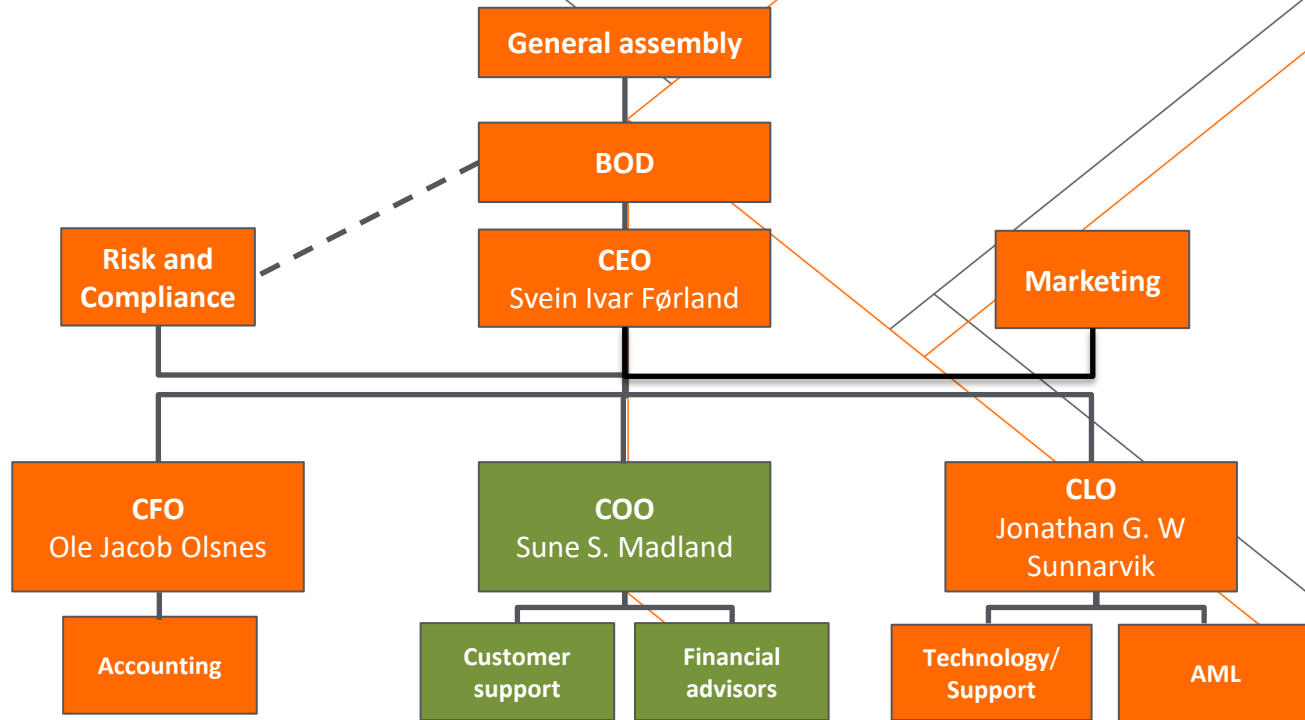 General assembly
BOD
Risk and
Compliance
CEO
Svein Ivar Førland
Marketing
CFO
Ole Jacob Olsnes
COO
Sune S. Madland
CLO
Jonathan G. W
Sunnarvik
Accounting
Customer
support
Financial
advisors
Technology/
Support
AML